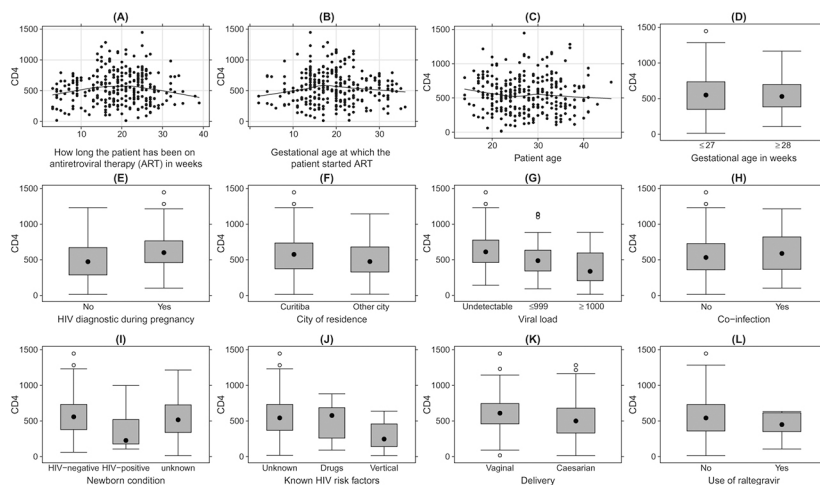 (A)
(B)
(C)
(D)
CD4
1500
1000
500
0
10
20
30
40
How long the patient has been on
antiretroviral therapy (ART) in weeks
CD4
1500
1000
500
0
10
20
30
Gestational age at which the
patient started ART
CD4
1500
1000
500
0
20
30
40
Patient age
CD4
1500
1000
500
0
≤27
≥28
Gestational age in weeks
(E)
(F)
(G)
(H)
CD4
1500
1000
500
0
No
Yes
HIV diagnostic during pregnancy
CD4
1500
1000
500
0
Curitiba
Other city
City of residence
CD4
1500
1000
500
0
Undetectable
≤999
≥1000
Viral load
CD4
1500
1000
500
0
No
Yes
Co−infection
(I)
(J)
(K)
(L)
CD4
1500
1000
500
0
HIV−negative
HIV−positive
unknown
Newborn condition
CD4
1500
1000
500
0
Unknown
Drugs
Vertical
Known HIV risk factors
CD4
1500
1000
500
0
Vaginal
Caesarian
Delivery
CD4
1500
1000
500
0
No
Yes
Use of raltegravir